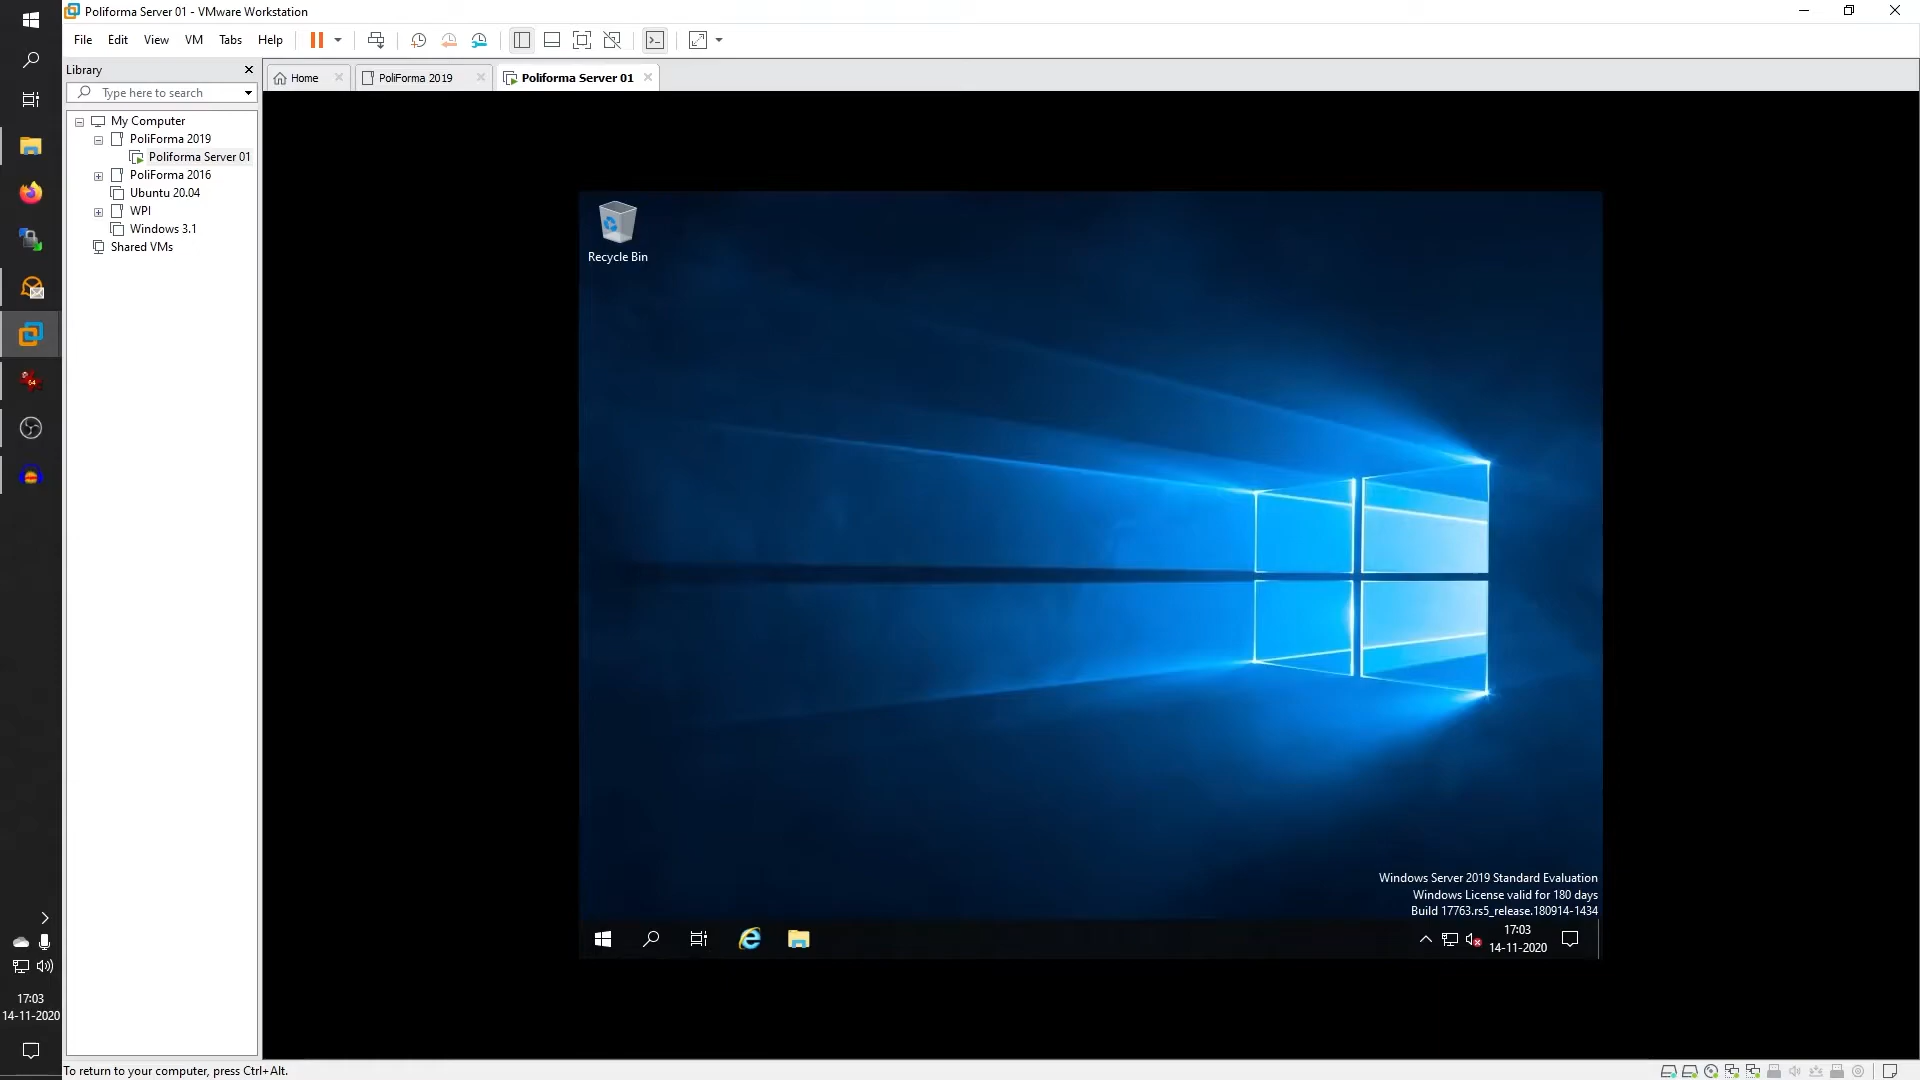 Poliforma Server 01 - VMware Workstation
File Edit View VM Tabs Help
Library
Type here to search
Home
PoliForma 2019
Poliforma Server 01
My Computer
PoliForma 2019
Poliforma Server 01
PoliForma 2016
Ubuntu 20.04
WPI
Windows 3.1
Shared VMs
Recycle Bin
Windows Server 2019 Standard Evaluation
Windows License valid for 180 days
Build 17763.rs5_release.180914-1434
17:03
14-11-2020
64
17:03
14-11-2020
To return to your computer, press Ctrl+Alt.